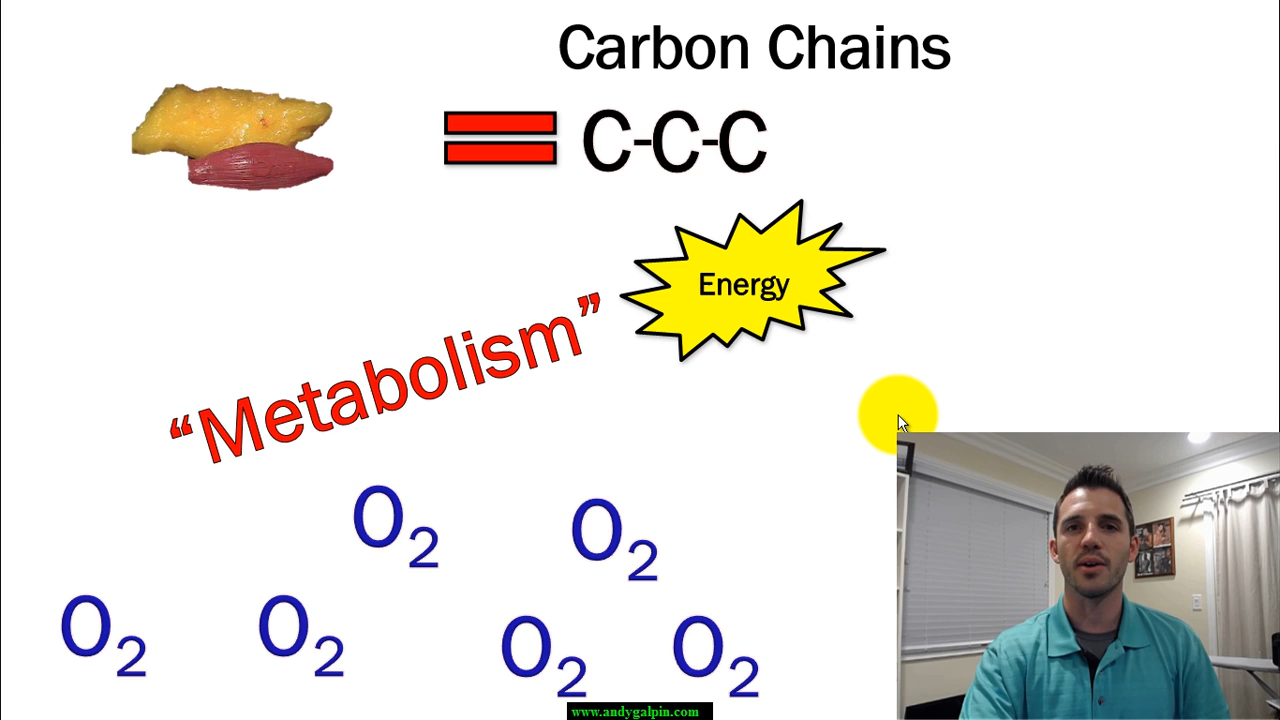 Carbon Chains
C-C-C
Energy
“Metabolism”
O2 O2
O2 O2 O2 O2
www.andygalpin.com